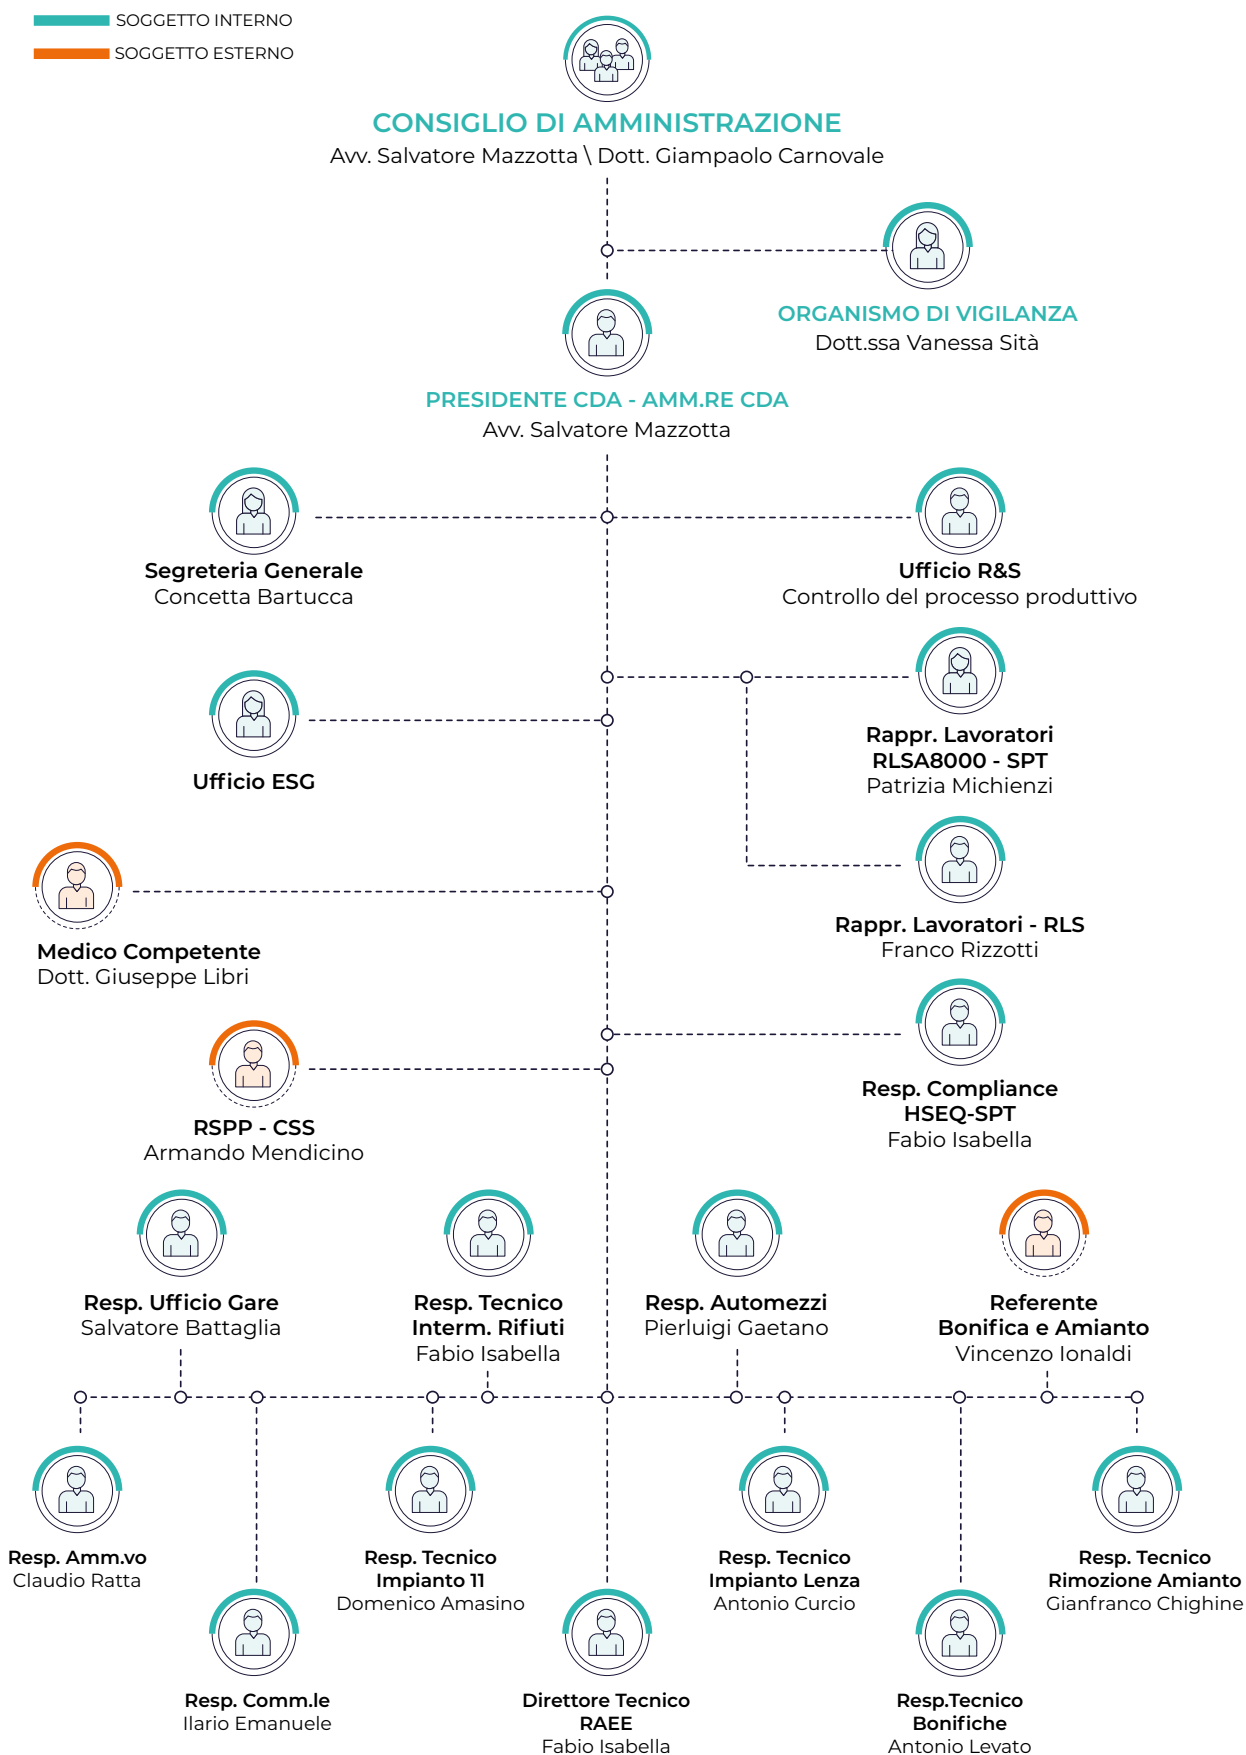 SOGGETTO INTERNO
SOGGETTO ESTERNO
CONSIGLIO DI AMMINISTRAZIONE
Avv. Salvatore Mazzotta \ Dott. Giampaolo Carnovale
ORGANISMO DI VIGILANZA
Dott.ssa Vanessa Sità
PRESIDENTE CDA - AMM.RE CDA
Avv. Salvatore Mazzotta
Segreteria Generale
Concetta Bartucca
Ufficio R&S
Controllo del processo produttivo
Rappr. Lavoratori
RLSA8000 - SPT
Patrizia Michienzi
Ufficio ESG
Rappr. Lavoratori - RLS
Franco Rizzotti
Medico Competente
Dott. Giuseppe Libri
Resp. Compliance
HSEQ-SPT
Fabio Isabella
RSPP - CSS
Armando Mendicino
Resp. Ufficio Gare
Salvatore Battaglia
Resp. Tecnico
Interm. Rifiuti
Fabio Isabella
Resp. Automezzi
Pierluigi Gaetano
Referente
Bonifica e Amianto
Vincenzo Ionaldi
Resp. Amm.vo
Claudio Ratta
Resp. Tecnico
Impianto 11
Domenico Amasino
Resp. Tecnico
Impianto Lenza
Antonio Curcio
Resp. Tecnico
Rimozione Amianto
Gianfranco Chighine
Resp. Comm.le
Ilario Emanuele
Direttore Tecnico
RAEE
Fabio Isabella
Resp.Tecnico
Bonifiche
Antonio Levato